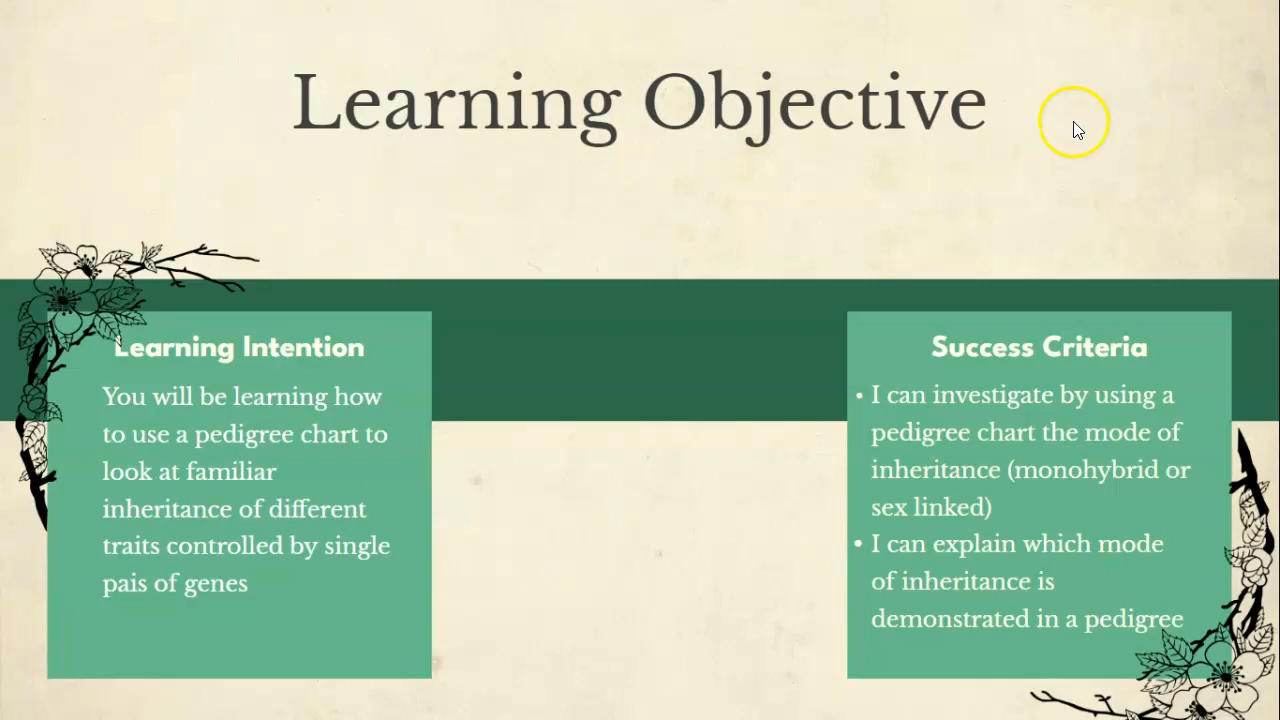 Learning Objective
Learning Intention
You will be learning how
to use a pedigree chart to
look at familiar
inheritance of different
traits controlled by single
pais of genes
Success Criteria
• I can investigate by using a
pedigree chart the mode of
inheritance (monohybrid or
sex linked)
• I can explain which mode
of inheritance is
demonstrated in a pedigree